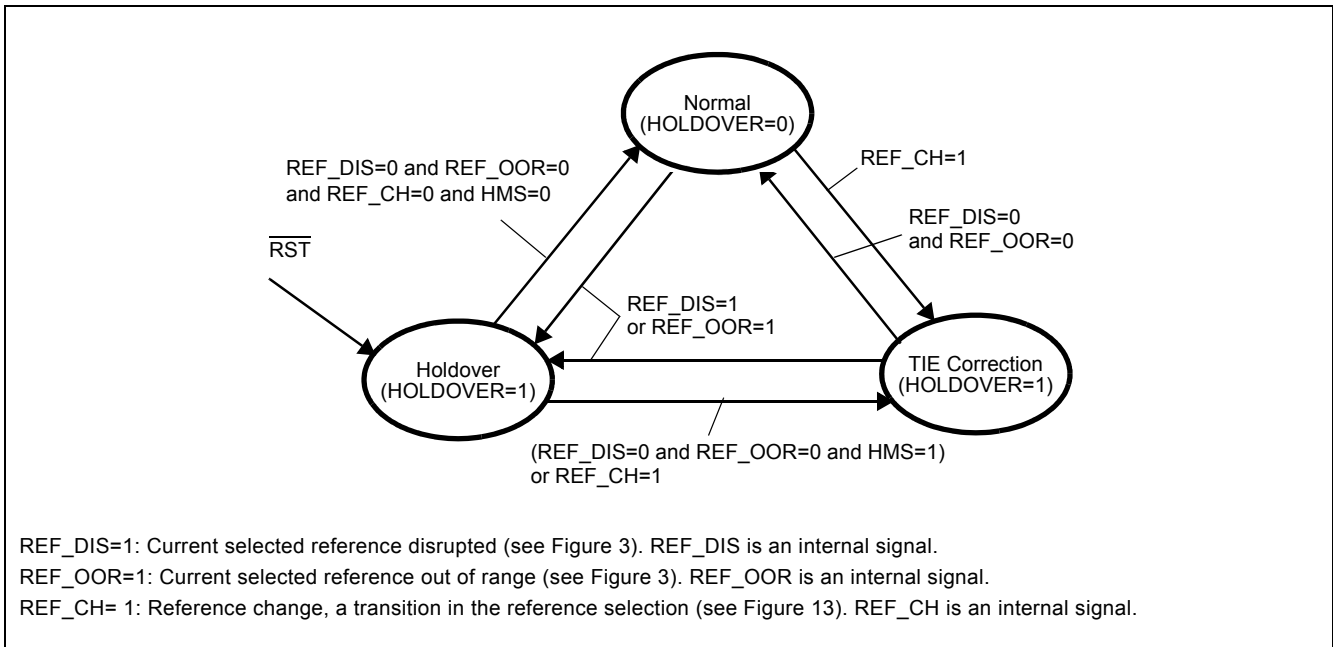 Normal
(HOLDOVER=0)
REF_DIS=0 and REF_OOR=0
and REF_CH=0 and HMS=0
REF_CH=1
REF_DIS=0
and REF_OOR=0
RST
REF_DIS=1
or REF_OOR=1
Holdover
(HOLDOVER=1)
TIE Correction
(HOLDOVER=1)
(REF_DIS=0 and REF_OOR=0 and HMS=1)
or REF_CH=1
REF_DIS=1: Current selected reference disrupted (see Figure 3). REF_DIS is an internal signal.
REF_OOR=1: Current selected reference out of range (see Figure 3). REF_OOR is an internal signal.
REF_CH= 1: Reference change, a transition in the reference selection (see Figure 13). REF_CH is an internal signal.